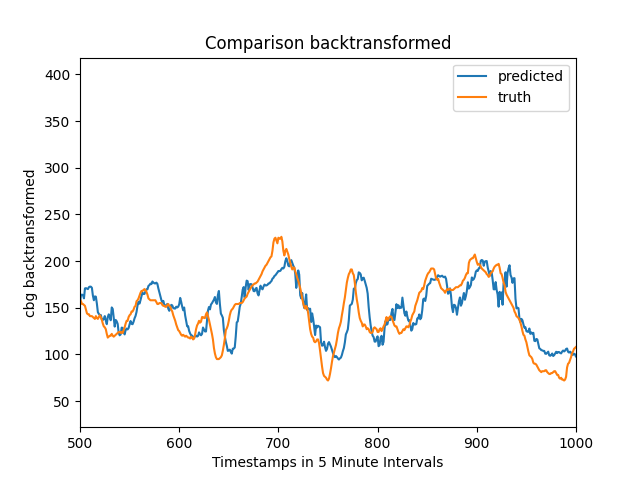 Comparison backtransformed
predicted
truth
cbg backtransformed
400
350
300
250
200
150
100
50
500
600
700
800
900
1000
Timestamps in 5 Minute Intervals